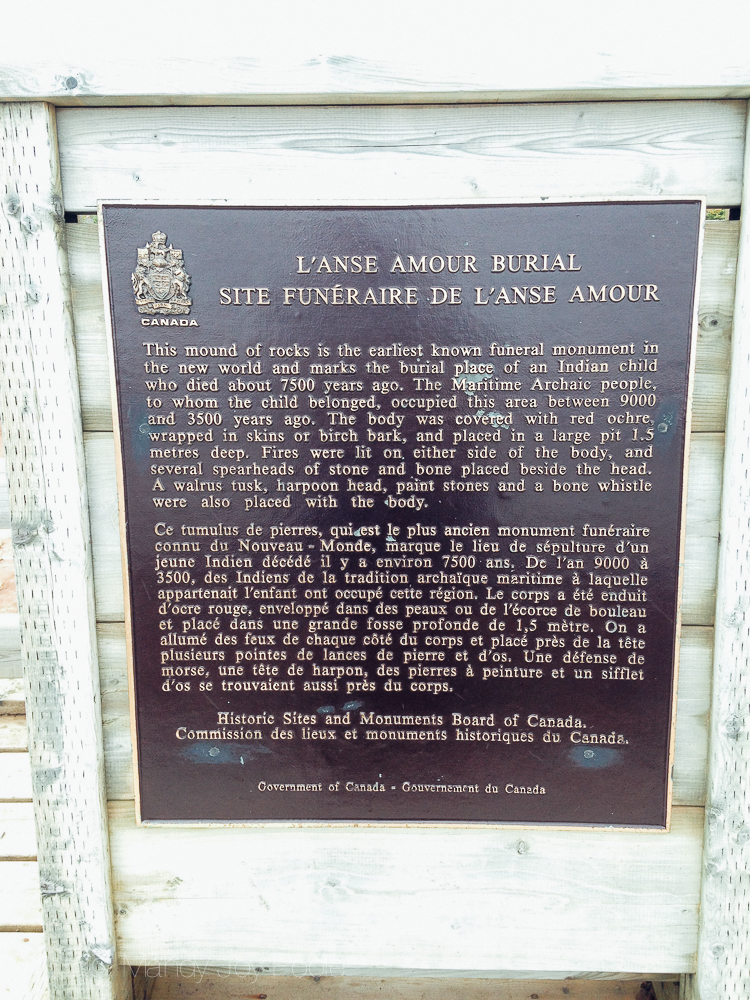 L'ANSE AMOUR BURIAL
SITE FUNÉRAIRE DE L'ANSE AMOUR
CANADA
This mound of rocks is the earliest known funeral monument in
the new world and marks the burial place of an Indian child
who died about 7500 years ago. The Maritime Archaic people,
to whom the child belonged, occupied this area between 9000
and 3500 years ago. The body was covered with red ochre,
wrapped in skins or birch bark, and placed in a large pit 1.5
metres deep. Fires were lit on either side of the body, and
several spearheads of stone and bone placed beside the head.
A walrus tusk, harpoon head, paint stones and a bone whistle
were also placed with the body.
Ce tumulus de pierres, qui est le plus ancien monument funéraire
connu du Nouveau-Monde, marque le lieu de sépulture d'un
jeune Indien décédé il y a environ 7500 ans. De l'an 9000 à
3500, des Indiens de la tradition archaïque maritime à laquelle
appartenait l'enfant ont occupé cette région. Le corps a été enduit
d'ocre rouge, enveloppé dans des peaux ou de l'écorce de bouleau
et placé dans une grande fosse profonde de 1,5 mètre. On a
allumé des feux de chaque côté du corps et placé près de la tête
plusieurs pointes de lances de pierre et d'os. Une défense de
morse, une tête de harpon, des pierres à peinture et un sifflet
d'os se trouvaient aussi près du corps.
Historic Sites and Monuments Board of Canada.
Commission des lieux et monuments historiques du Canada.
Government of Canada - Gouvernement du Canada
Mandy